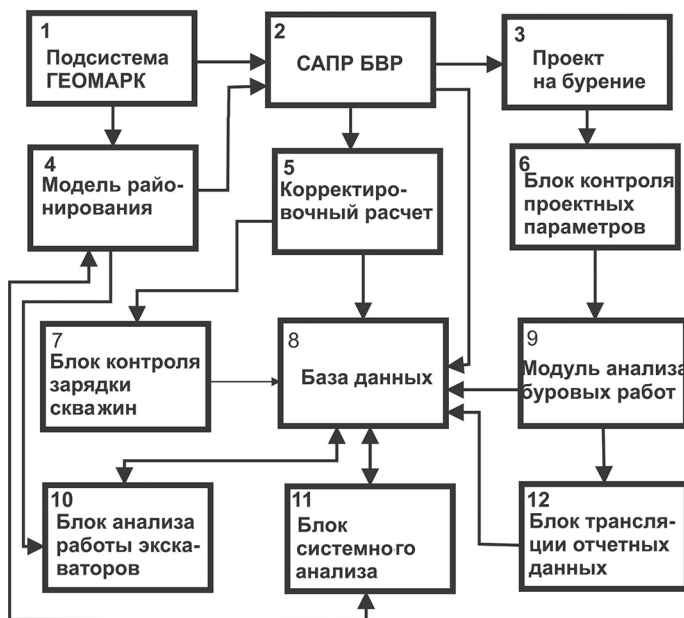 1
Подсистема
ГЕОМАРК
2
САПР БВР
3
Проект
на бурение
4
Модель райо-
нирования
5
Корректиро-
вочный расчет
6
Блок контроля
проектных
параметров
7
Блок контроля
зарядки
скважин
8
База данных
9
Модуль анализа
буровых работ
10
Блок анализа
работы экска-
ваторов
11
Блок
системного
анализа
12
Блок трансля-
ции отчетных
данных